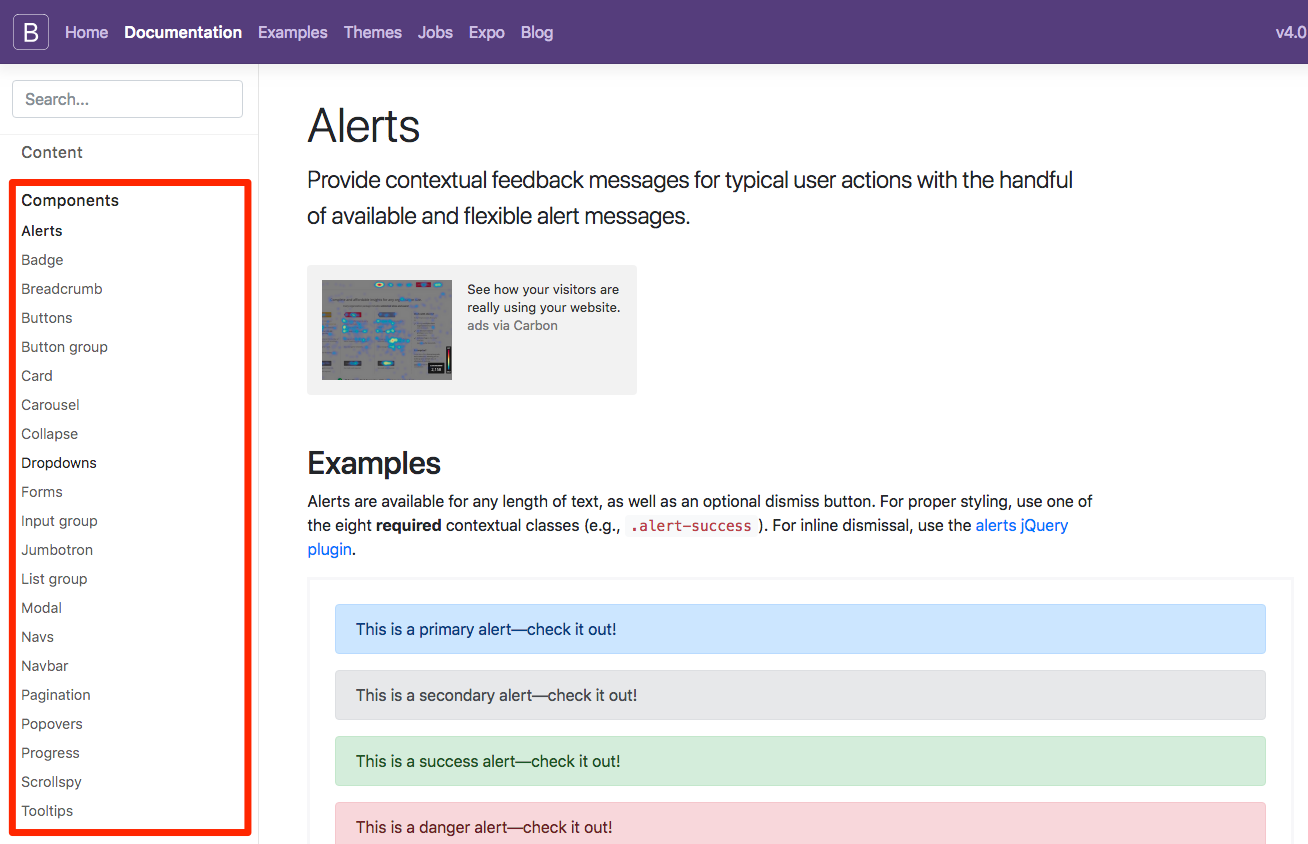 B Home Documentation Examples Themes Jobs Expo Blog v4.0
Search...
Content
Components
Alerts
Badge
Breadcrumb
Buttons
Button group
Card
Carousel
Collapse
Dropdowns
Forms
Input group
Jumbotron
List group
Modal
Navs
Navbar
Pagination
Popovers
Progress
Scrollspy
Tooltips
Alerts
Provide contextual feedback messages for typical user actions with the handful
of available and flexible alert messages.
See how your visitors are
really using your website.
ads via Carbon
Examples
Alerts are available for any length of text, as well as an optional dismiss button. For proper styling, use one of
the eight required contextual classes (e.g., .alert-success ). For inline dismissal, use the alerts jQuery
plugin.
This is a primary alert—check it out!
This is a secondary alert—check it out!
This is a success alert—check it out!
This is a danger alert—check it out!